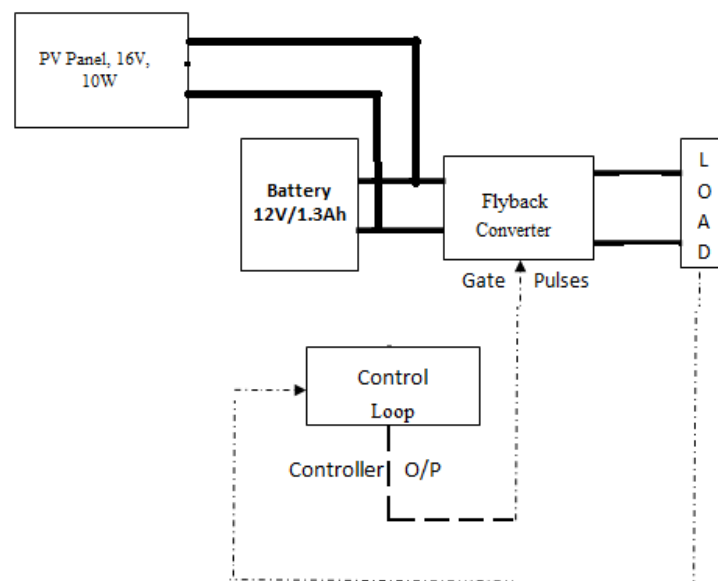 PV Panel, 16V,
10W
Battery
12V/1.3Ah
Flyback
Converter
L
O
A
D
Gate Pulses
Control
Loop
Controller O/P